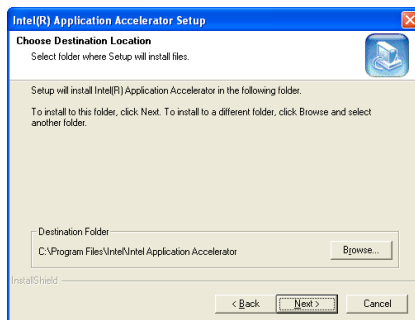 Intel(R) Application Accelerator Setup
Choose Destination Location
Select folder where Setup will install files.
Setup will install Intel(R) Application Accelerator in the following folder.
To install to this folder, click Next. To install to a different folder, click Browse and select
another folder.
Destination Folder
C:\Program Files\Intel\Intel Application Accelerator
Browse...
InstallShield
< Back
Next >
Cancel